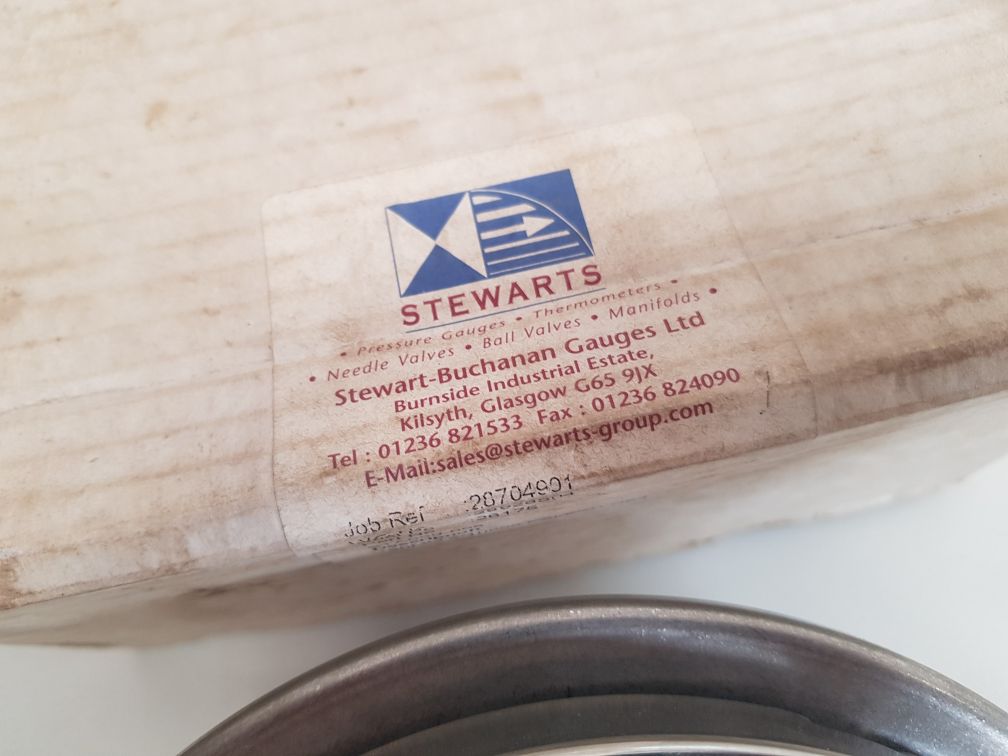 STEWARTS
• Pressure Gauges • Thermometers •
• Needle Valves • Ball Valves • Manifolds •
Stewart-Buchanan Gauges Ltd
Burnside Industrial Estate,
Kilsyth, Glasgow G65 9JX
Tel : 01236 821533 Fax : 01236 824090
E-Mail:sales@stewarts-group.com
Job Ref :28704901